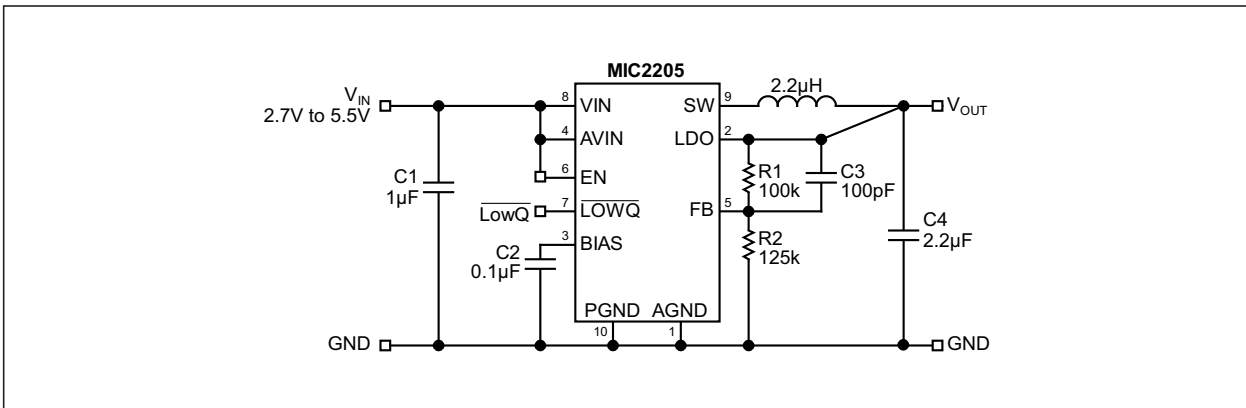 MIC2205
2.2µH
VIN
2.7V to 5.5V
8
VIN
SW
9
VOUT
4
AVIN
LDO
2
6
EN
R1
100k
C3
100pF
C1
1µF
LowQ
7
LOWQ
FB
5
C4
2.2µF
3
BIAS
R2
125k
C2
0.1µF
PGND
AGND
10
1
GND
GND